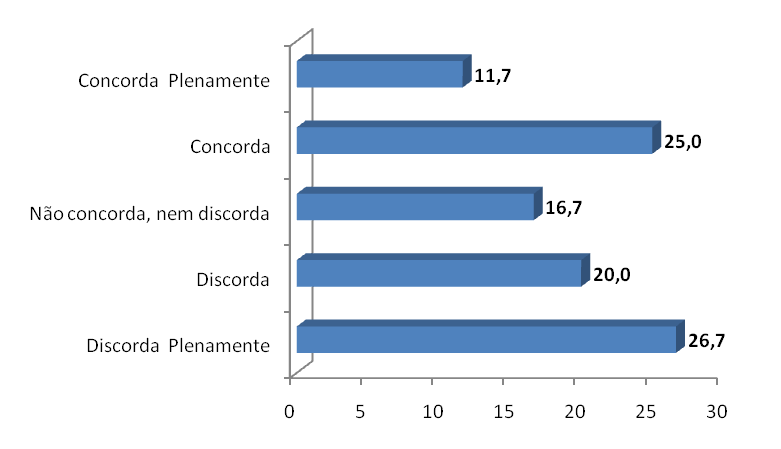 Concorda Plenamente
11,7
Concorda
25,0
Não concorda, nem discorda
16,7
Discorda
20,0
Discorda Plenamente
26,7
0 5 10 15 20 25 30